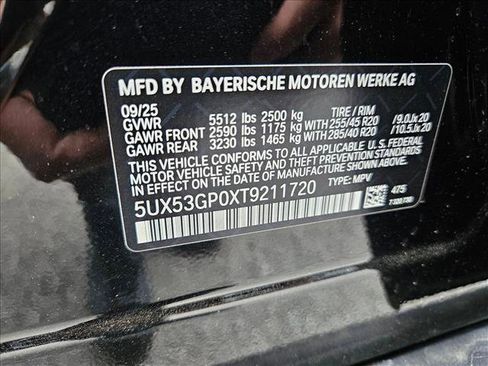 MFD BY BAYERISCHE MOTOREN WERKE AG
09/25
GVWR 5512 lbs 2500 kg TIRE / RIM
GAWR FRONT 2590 lbs 1175 kg WITH 255/45 R20 /9.0Jx20
GAWR REAR 3230 lbs 1465 kg WITH 285/40 R20 /10.5Jx20
THIS VEHICLE CONFORMS TO ALL APPLICABLE U.S. FEDERAL
MOTOR VEHICLE SAFETY STANDARDS IN EFFECT ON THE DATE OF
MANUFACTURE SHOWN ABOVE.
5UX53GP0XT9211720 TYPE: MPV
475